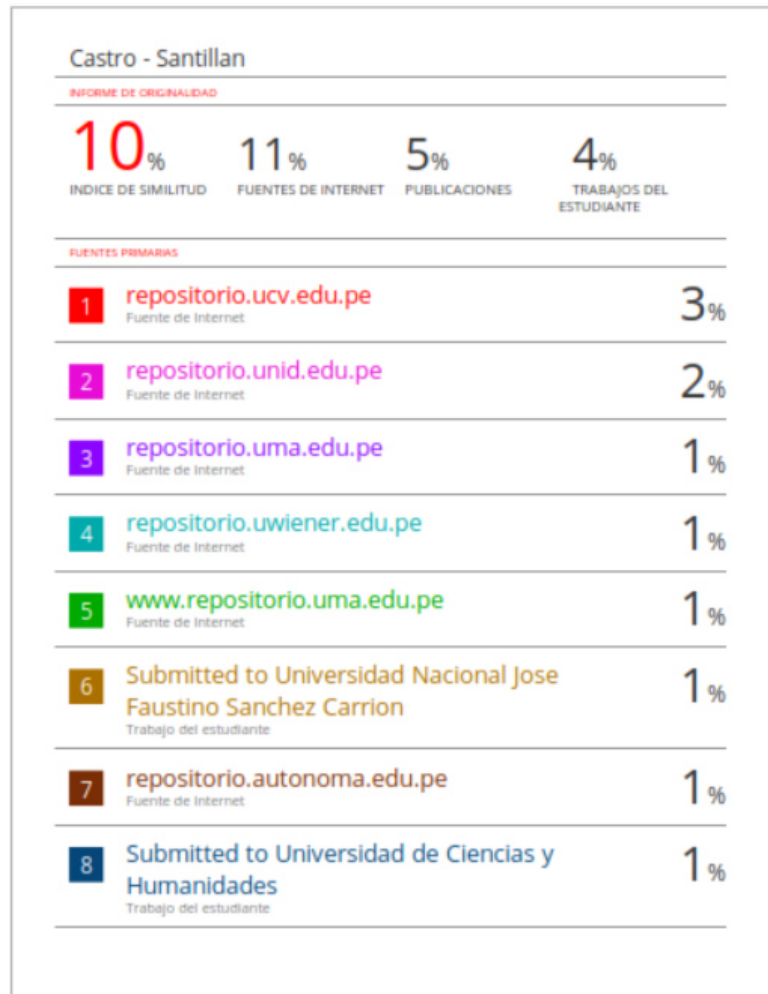 Castro - Santillan
INFORME DE ORIGINALIDAD
10% 11% 5% 4%
INDICE DE SIMILITUD FUENTES DE INTERNET PUBLICACIONES TRABAJOS DEL
ESTUDIANTE
FUENTES PRIMARIAS
1 repositorio.ucv.edu.pe 3%
Fuente de Internet
2 repositorio.unid.edu.pe 2%
Fuente de Internet
3 repositorio.uma.edu.pe 1%
Fuente de Internet
4 repositorio.uwiener.edu.pe 1%
Fuente de Internet
5 www.repositorio.uma.edu.pe 1%
Fuente de Internet
6 Submitted to Universidad Nacional Jose 1%
Faustino Sanchez Carrion
Trabajo del estudiante
7 repositorio.autonoma.edu.pe 1%
Fuente de Internet
8 Submitted to Universidad de Ciencias y 1%
Humanidades
Trabajo del estudiante